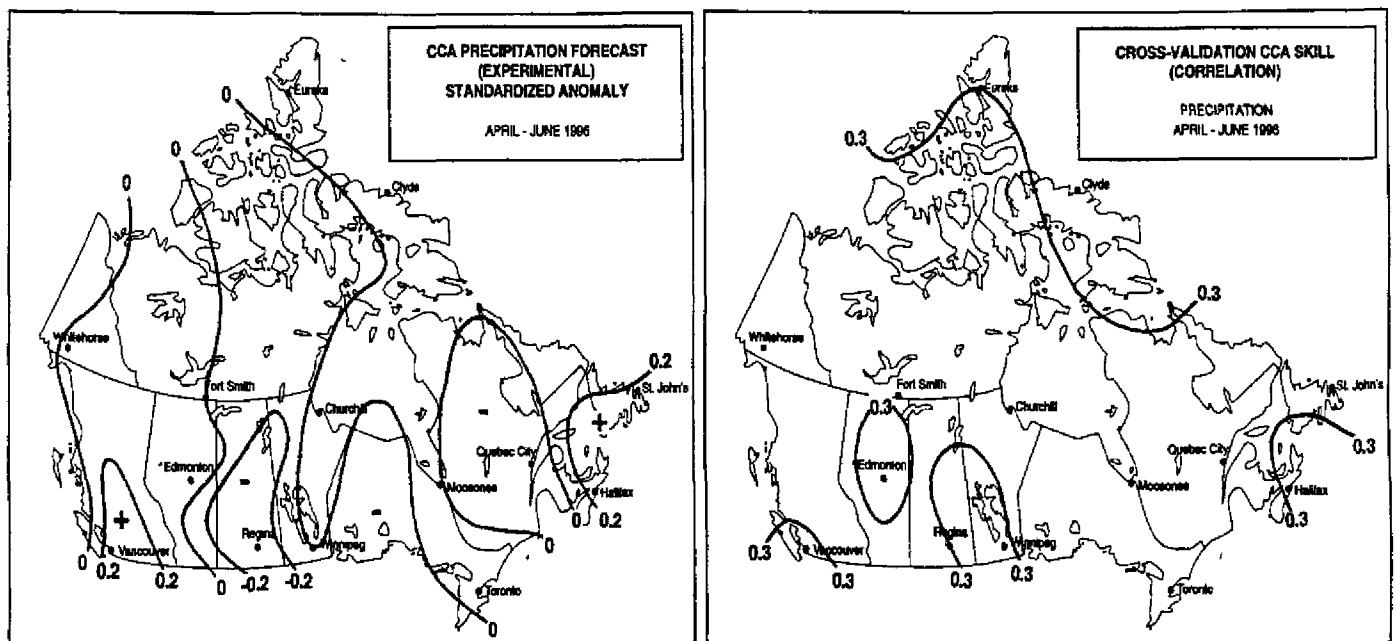 CCA PRECIPITATION FORECAST
(EXPERIMENTAL)
STANDARDIZED ANOMALY
APRIL - JUNE 1996
0
Eureka
0
0
Clyde
Whitehorse
ort Smith
Churchill
0.2
St. John's
+
-
Edmonton
-
Quebec City
Moosonee
-
Halifax
+
Regina
Winnipeg
Vancouver
0
0.2
0.2
0
-0.2
-0.2
0
0
0.2
Toronto
0
CROSS-VALIDATION CCA SKILL
(CORRELATION)
PRECIPITATION
APRIL - JUNE 1996
Eureka
0.3
Clyde
0.3
Whitehorse
Fort Smith
0.3
Churchill
St. John's
0.3
Edmonton
Quebec City
Moosonee
Halifax
0.3
Regina
Winnipeg
0.3
Vancouver
0.3
0.3
0.3
Toronto